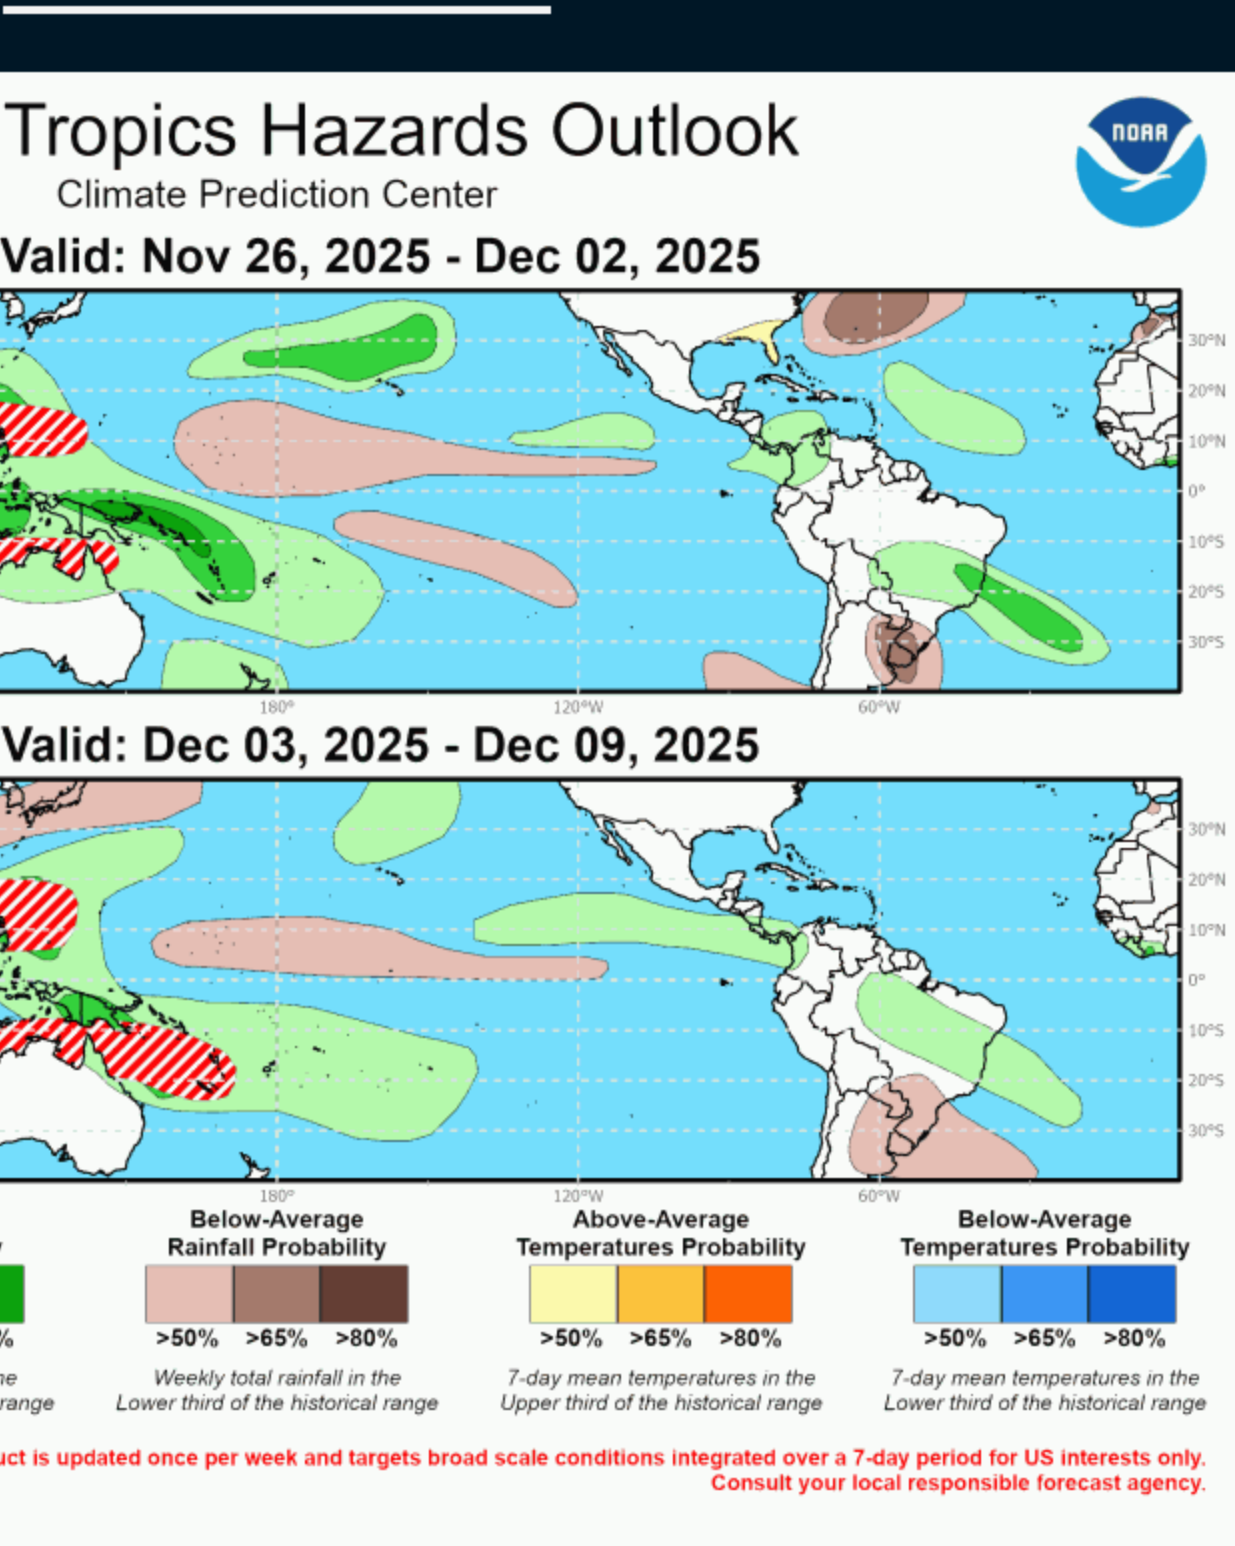 NOAA
Tropics Hazards Outlook
Climate Prediction Center
Valid: Nov 26, 2025 - Dec 02, 2025
30°N
20°N
10°N
0°
10°S
20°S
30°S
180° 120°W 60°W
Valid: Dec 03, 2025 - Dec 09, 2025
30°N
20°N
10°N
0°
10°S
20°S
30°S
180° 120°W 60°W
Below-Average
Rainfall Probability
>50% >65% >80%
Weekly total rainfall in the
Lower third of the historical range
Above-Average
Temperatures Probability
>50% >65% >80%
7-day mean temperatures in the
Upper third of the historical range
Below-Average
Temperatures Probability
>50% >65% >80%
7-day mean temperatures in the
Lower third of the historical range
y
%
ne
range
uct is updated once per week and targets broad scale conditions integrated over a 7-day period for US interests only.
Consult your local responsible forecast agency.